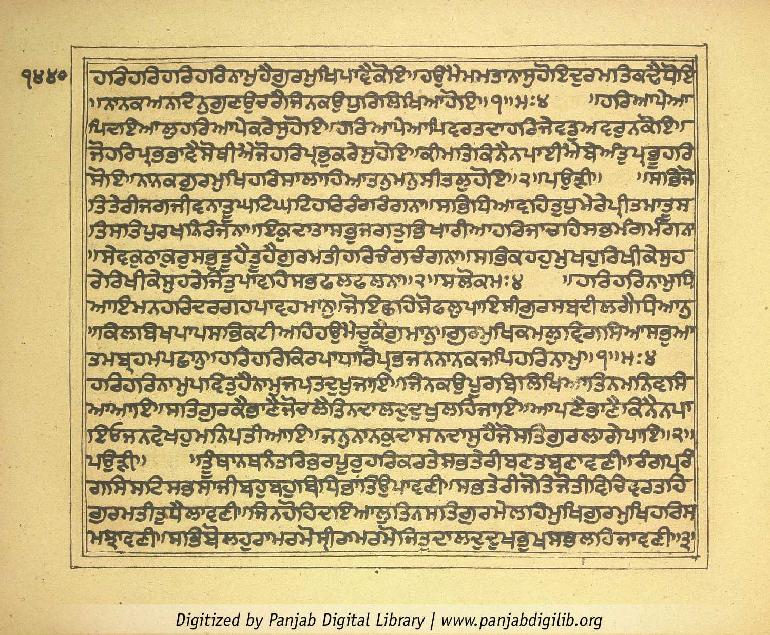 ੧੪੪੦
ਹਰਿਹਰਿਹਰਿਹਰਿਨਾਮੁਹੈਗੁਰਮੁਖਿਪਾਵੈਕੋਇ॥ਹਉਮੈਮਮਤਾਨਾਸੁਹੋਇਦੁਰਮਤਿਕਢੈਧੋਇ
॥ਨਾਨਕਅਨਦਿਨੁਗੁਣਉਚਰੈਜਿਨਕਉਧੁਰਿਲਿਖਿਆਹੋਇ॥੧॥ਮਃ੪ ॥ਹਰਿਆਪੇਆ
ਪਿਦਇਆਲੁਹਰਿਆਪੇਕਰੇਸੁਹੋਇ॥ਹਰਿਆਪੇਆਪਿਵਰਤਦਾਹਰਿਜੇਵਡੁਅਵਰੁਨਕੋਇ॥
ਜੋਹਰਿਪ੍ਰਭਭਾਵੈਸੋਥੀਐਜੋਹਰਿਪ੍ਰਭੁਕਰੇਸੁਹੋਇ॥ਕੀਮਤਿਕਿਨੈਨਪਾਈਐਬੇਅੰਤੁਪ੍ਰਭੂਹਰਿ
ਸੋਇ॥ਨਾਨਕਗੁਰਮੁਖਿਹਰਿਸਾਲਾਹਿਆਤਨੁਮਨੁਸੀਤਲੁਹੋਇ॥੨॥ਪਉੜੀ॥ ॥ਸਭਿਜੋ
ਤਿਤੇਰੀਜਗਜੀਵਨਾਤੂਘਟਿਘਟਿਹਰਿਰੰਗਰੰਗਨਾ॥ਸਭਿਧਿਆਵਹਿਤੁਧੁਮੇਰੇਪ੍ਰੀਤਮਾਤੂਸ
ਤਿਸਤਿਪੁਰਖਨਿਰੰਜਨਾ॥ਇਕੁਦਾਤਾਸਭੁਜਗਤੁਭਿਖਾਰੀਆਹਰਿਜਾਚਹਿਸਭਮੰਗਮੰਗਨਾ
॥ਸੇਵਕੁਠਾਕੁਰੁਸਭੁਤੂਹੈਤੂਹੈਗੁਰਮਤੀਹਰਿਚੰਗਚੰਗਨਾ॥ਸਭਿਕਹਹੁਮੁਖਹੁਰਿਖੀਕੇਸੁਹ
ਰੇਰਿਖੀਕੇਸੁਹਰੇਜਿਤੁਪਾਵਹਿਸਭਫਲਫਲਨਾ॥੨॥ਸਲੋਕਮਃ੪ ॥ਹਰਿਹਰਿਨਾਮੁਧਿ
ਆਇਮਨਹਰਿਦਰਗਹਪਾਵਹਮਾਨੁ॥ਜੋਇਛਹਿਸੋਫਲੁਪਾਇਸੀਗੁਰਸਬਦੀਲਗੈਧਿਆਨੁ
॥ਕਿਲਬਿਖਪਾਪਸਭਿਕਟੀਅਹਿਹਉਮੈਚੁਕੈਗੁਮਾਨੁ॥ਗੁਰਮੁਖਿਕਮਲੁਵਿਗਸਿਆਸਭੁਆ
ਤਮਬ੍ਰਹਮਪਛਾਨੁ॥ਹਰਿਹਰਿਕਿਰਪਾਧਾਰਿਪ੍ਰਭਜਨਨਾਨਕਜਪਿਹਰਿਨਾਮੁ॥੧॥ਮਃ੪
ਹਰਿਹਰਿਨਾਮੁਪਵਿਤੁਹੈਨਾਮੁਜਪਤਦੁਖੁਜਾਇ॥ਜਿਨਕਉਪੂਰਬਿਲਿਖਿਆਤਿਨਮਨਿਵਸਿ
ਆਆਇ॥ਸਤਿਗੁਰਕੈਭਾਣੈਜੋਚਲੈਤਿਨਦਾਲਦੁਦੁਖੁਲਹਿਜਾਇ॥ਆਪਣੈਭਾਣੈਕਿਨੈਨਪਾ
ਇਓਜਨਵੇਖਹੁਮਨਿਪਤੀਆਇ॥ਜਨੁਨਾਨਕੁਦਾਸਨਦਾਸੁਹੈਜੋਸਤਿਗੁਰਲਾਗੇਪਾਇ॥੨॥
ਪਉੜੀ॥ ॥ਤੂੰਥਾਨਥਨੰਤਰਿਭਰਪੂਰੁਹਰਿਕਰਤੇਸਭਤੇਰੀਬਣਤਬਣਾਵਣੀ॥ਰੰਗਪਰੰ
ਗਸਿਸਟਿਸਭਸਾਜੀਬਹੁਬਹੁਬਿਧਿਭਾਂਤਿਉਪਾਵਣੀ॥ਸਭਤੇਰੀਜੋਤਿਜੋਤੀਵਿਚਿਵਰਤਹਿ
ਗੁਰਮਤੀਤੁਧੈਲਾਵਣੀ॥ਜਿਨਹੋਹਿਦਇਆਲੁਤਿਨਸਤਿਗੁਰਮੇਲਹਿਮੁਖਿਗੁਰਮੁਖਿਹਰਿਸ
ਮਝਾਵਣੀ॥ਸਭਿਬੋਲਹੁਰਾਮਰਮੋਸ੍ਰੀਰਾਮਰਮੋਜਿਤੁਦਾਲਦੁਦੁਖਭੁਖਸਭਲਹਿਜਾਵਣੀ॥੩
Digitized by Panjab Digital Library | www.panjabdigilib.org